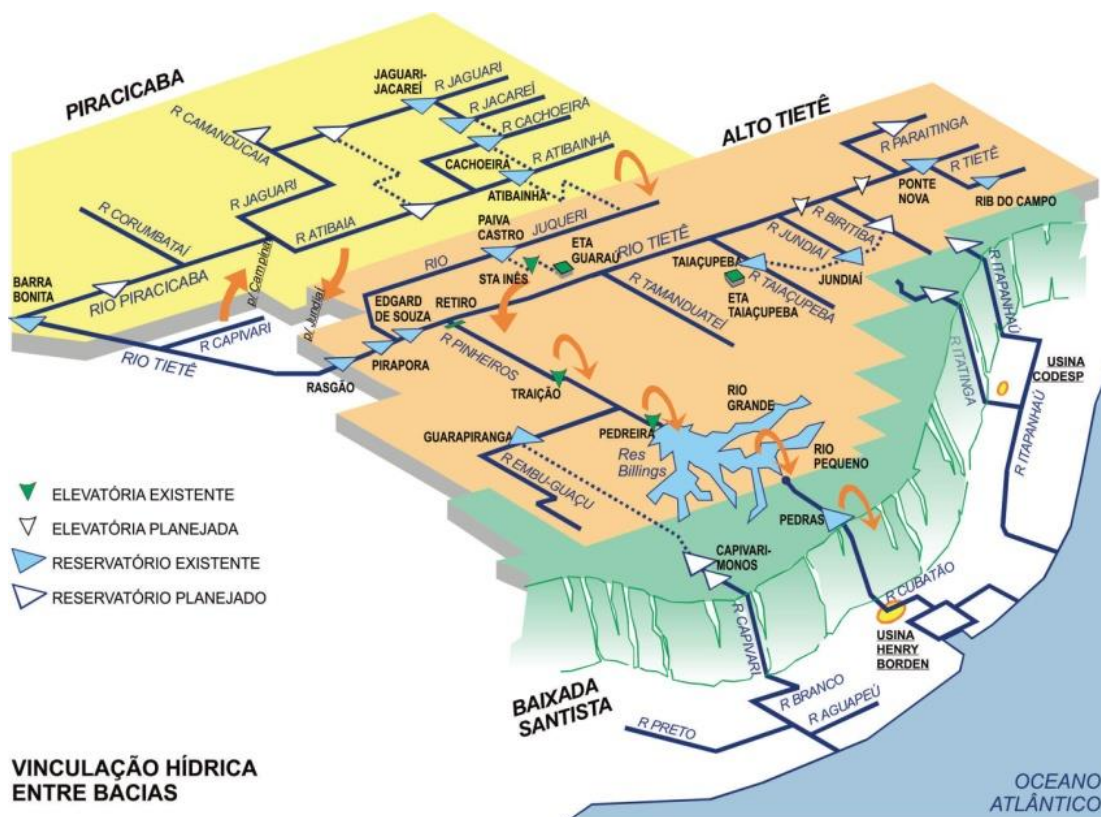 PIRACICABA
JAGUARI-
JACAREÍ
R JAGUARI
R JACAREÍ
R CACHOEIRA
R CAMANDUCAIA
CACHOEIRA
R ATIBAINHA
ATIBAINHA
R JAGUARI
R CORUMBATAÍ
R ATIBAIA
BARRA
BONITA
RIO PIRACICABA
p/ Campinas
p/ Jundiaí
R CAPIVARI
RIO TIETÊ
ALTO TIETÊ
R PARAITINGA
R TIETÊ
PONTE
NOVA
RIB DO CAMPO
PAIVA
CASTRO
RIO JUQUERI
ETA
GUARAÚ
STA INÊS
RIO TIETÊ
R BIRITIBA
R JUNDIAÍ
JUNDIAÍ
TAIAÇUPEBA
R TAIAÇUPEBA
ETA
TAIAÇUPEBA
R TAMANDUATEÍ
EDGARD
DE SOUZA
RETIRO
PIRAPORA
RASGÃO
R PINHEIROS
TRAIÇÃO
GUARAPIRANGA
PEDREIRA
RIO
GRANDE
Res
Billings
RIO
PEQUENO
R EMBU-GUAÇU
PEDRAS
R ITAPANHAÚ
R ITATINGA
USINA
CODESP
R ITAPANHAÚ
CAPIVARI-
MONOS
R CAPIVARI
R CUBATÃO
USINA
HENRY
BORDEN
BAIXADA
SANTISTA
R BRANCO
R AGUAPEÚ
R PRETO
ELEVATÓRIA EXISTENTE
ELEVATÓRIA PLANEJADA
RESERVATÓRIO EXISTENTE
RESERVATÓRIO PLANEJADO
VINCULAÇÃO HÍDRICA
ENTRE BACIAS
OCEANO
ATLÂNTICO